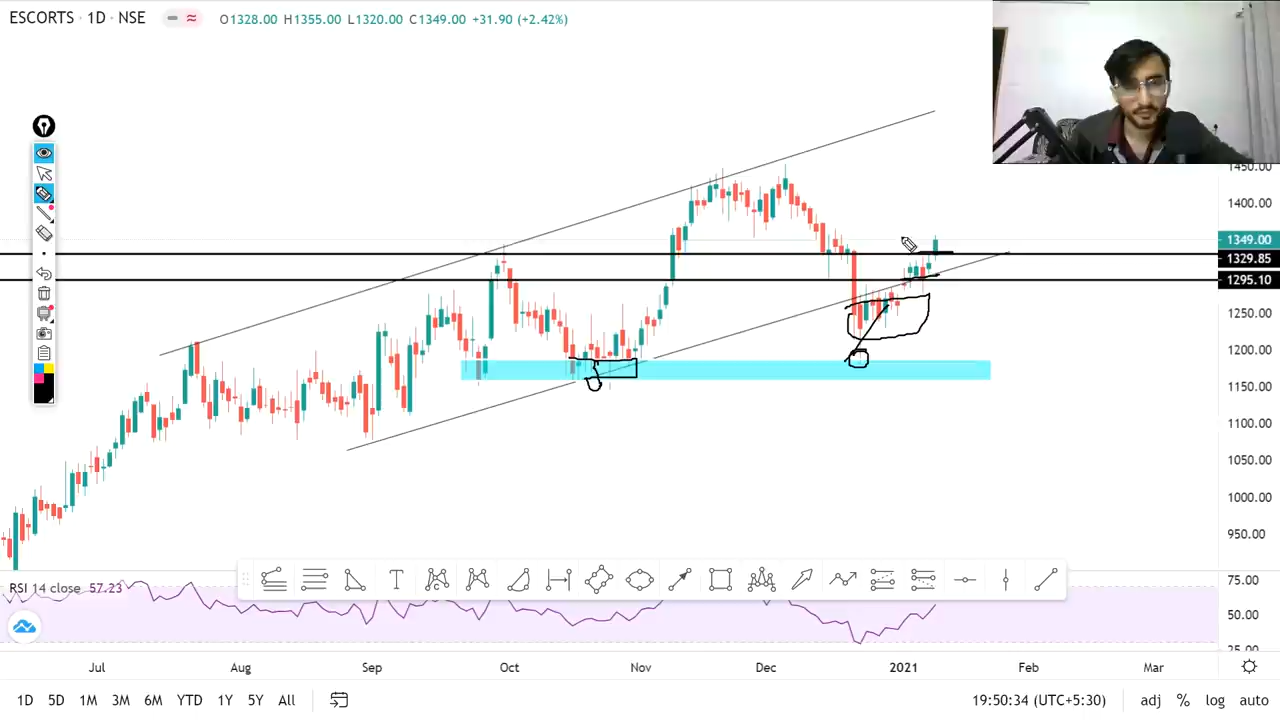 ESCORTS · 1D · NSE
O1328.00 H1355.00 L1320.00 C1349.00 +31.90 (+2.42%)
1450.00
1400.00
1349.00
1329.85
1295.10
1250.00
1200.00
1150.00
1100.00
1050.00
1000.00
950.00
T
RSI 14 close 57.23
75.00
50.00
25.00
Jul Aug Sep Oct Nov Dec 2021 Feb Mar
1D 5D 1M 3M 6M YTD 1Y 5Y All 19:50:34 (UTC+5:30) adj % log auto